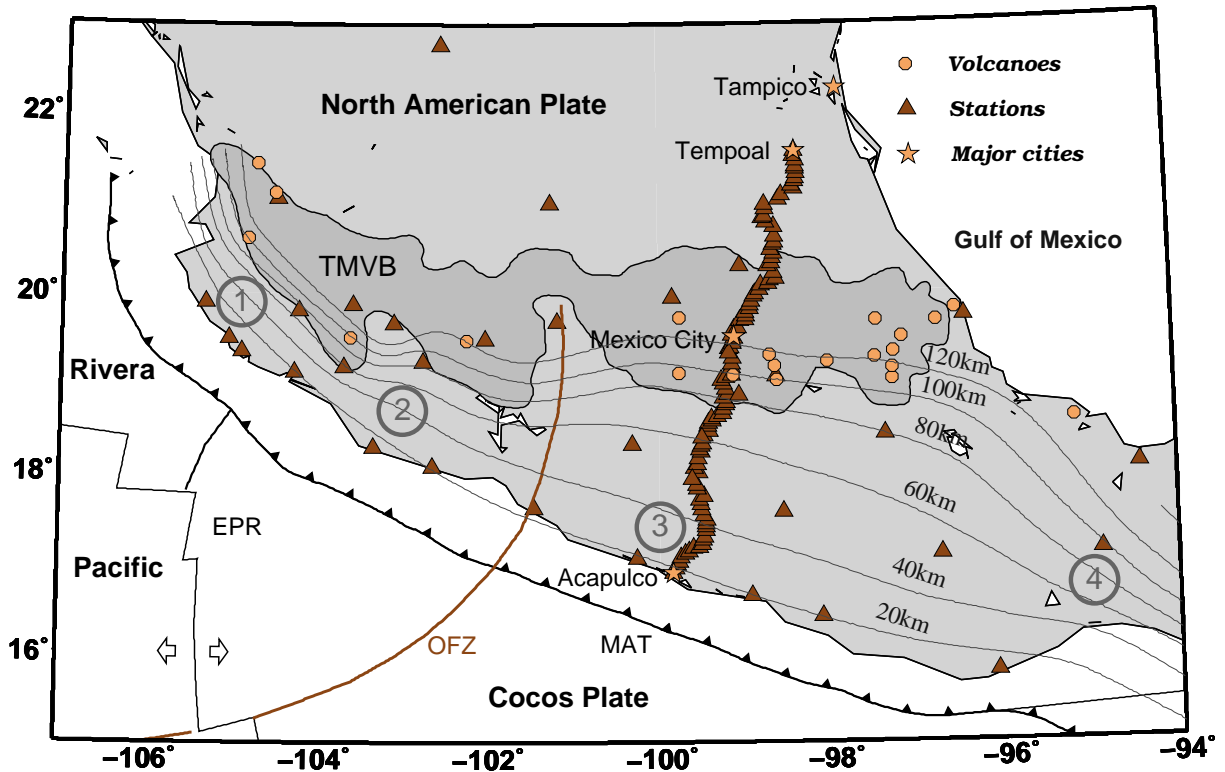 22°
20°
18°
16°
−106°
−104°
−102°
−100°
−98°
−96°
−94°
North American Plate
Tampico
Tempoal
Volcanoes
Stations
Major cities
Gulf of Mexico
TMVB
1
Mexico City
120km
100km
80km
60km
40km
20km
Rivera
2
3
4
EPR
Pacific
Acapulco
OFZ
MAT
Cocos Plate